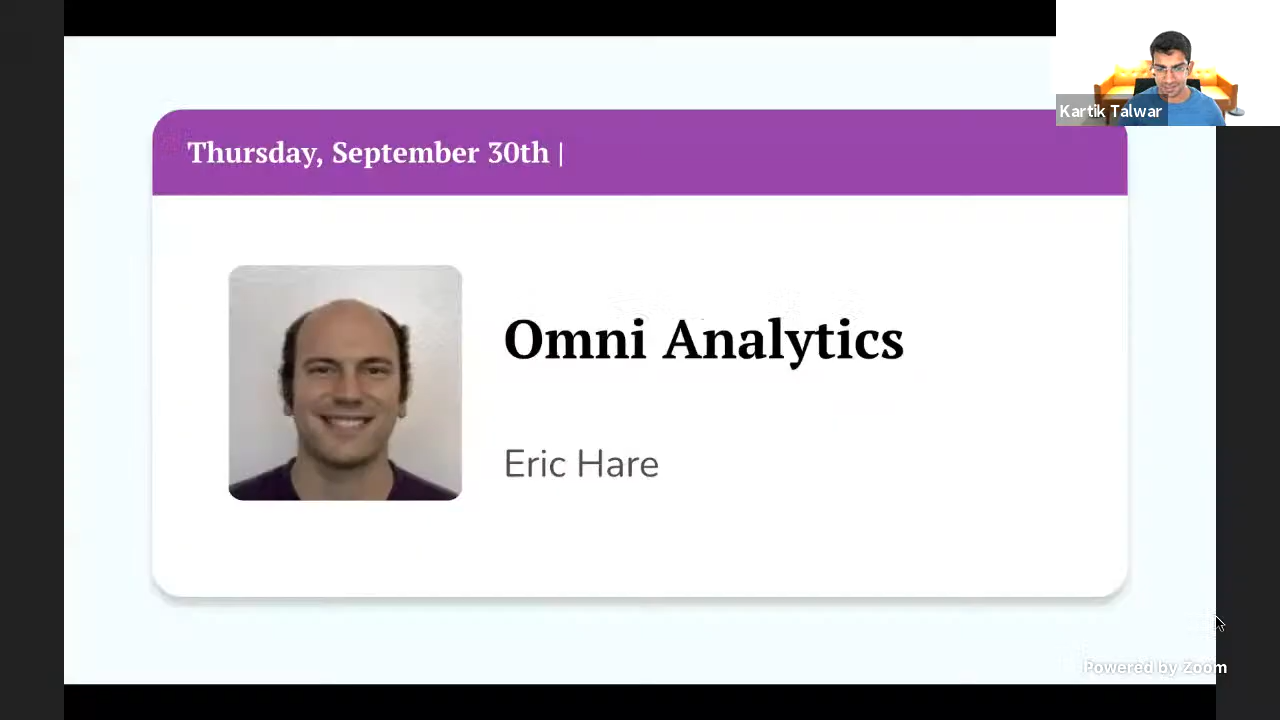 Kartik Talwar
Thursday, September 30th |
Omni Analytics
Eric Hare
Powered by Zoom